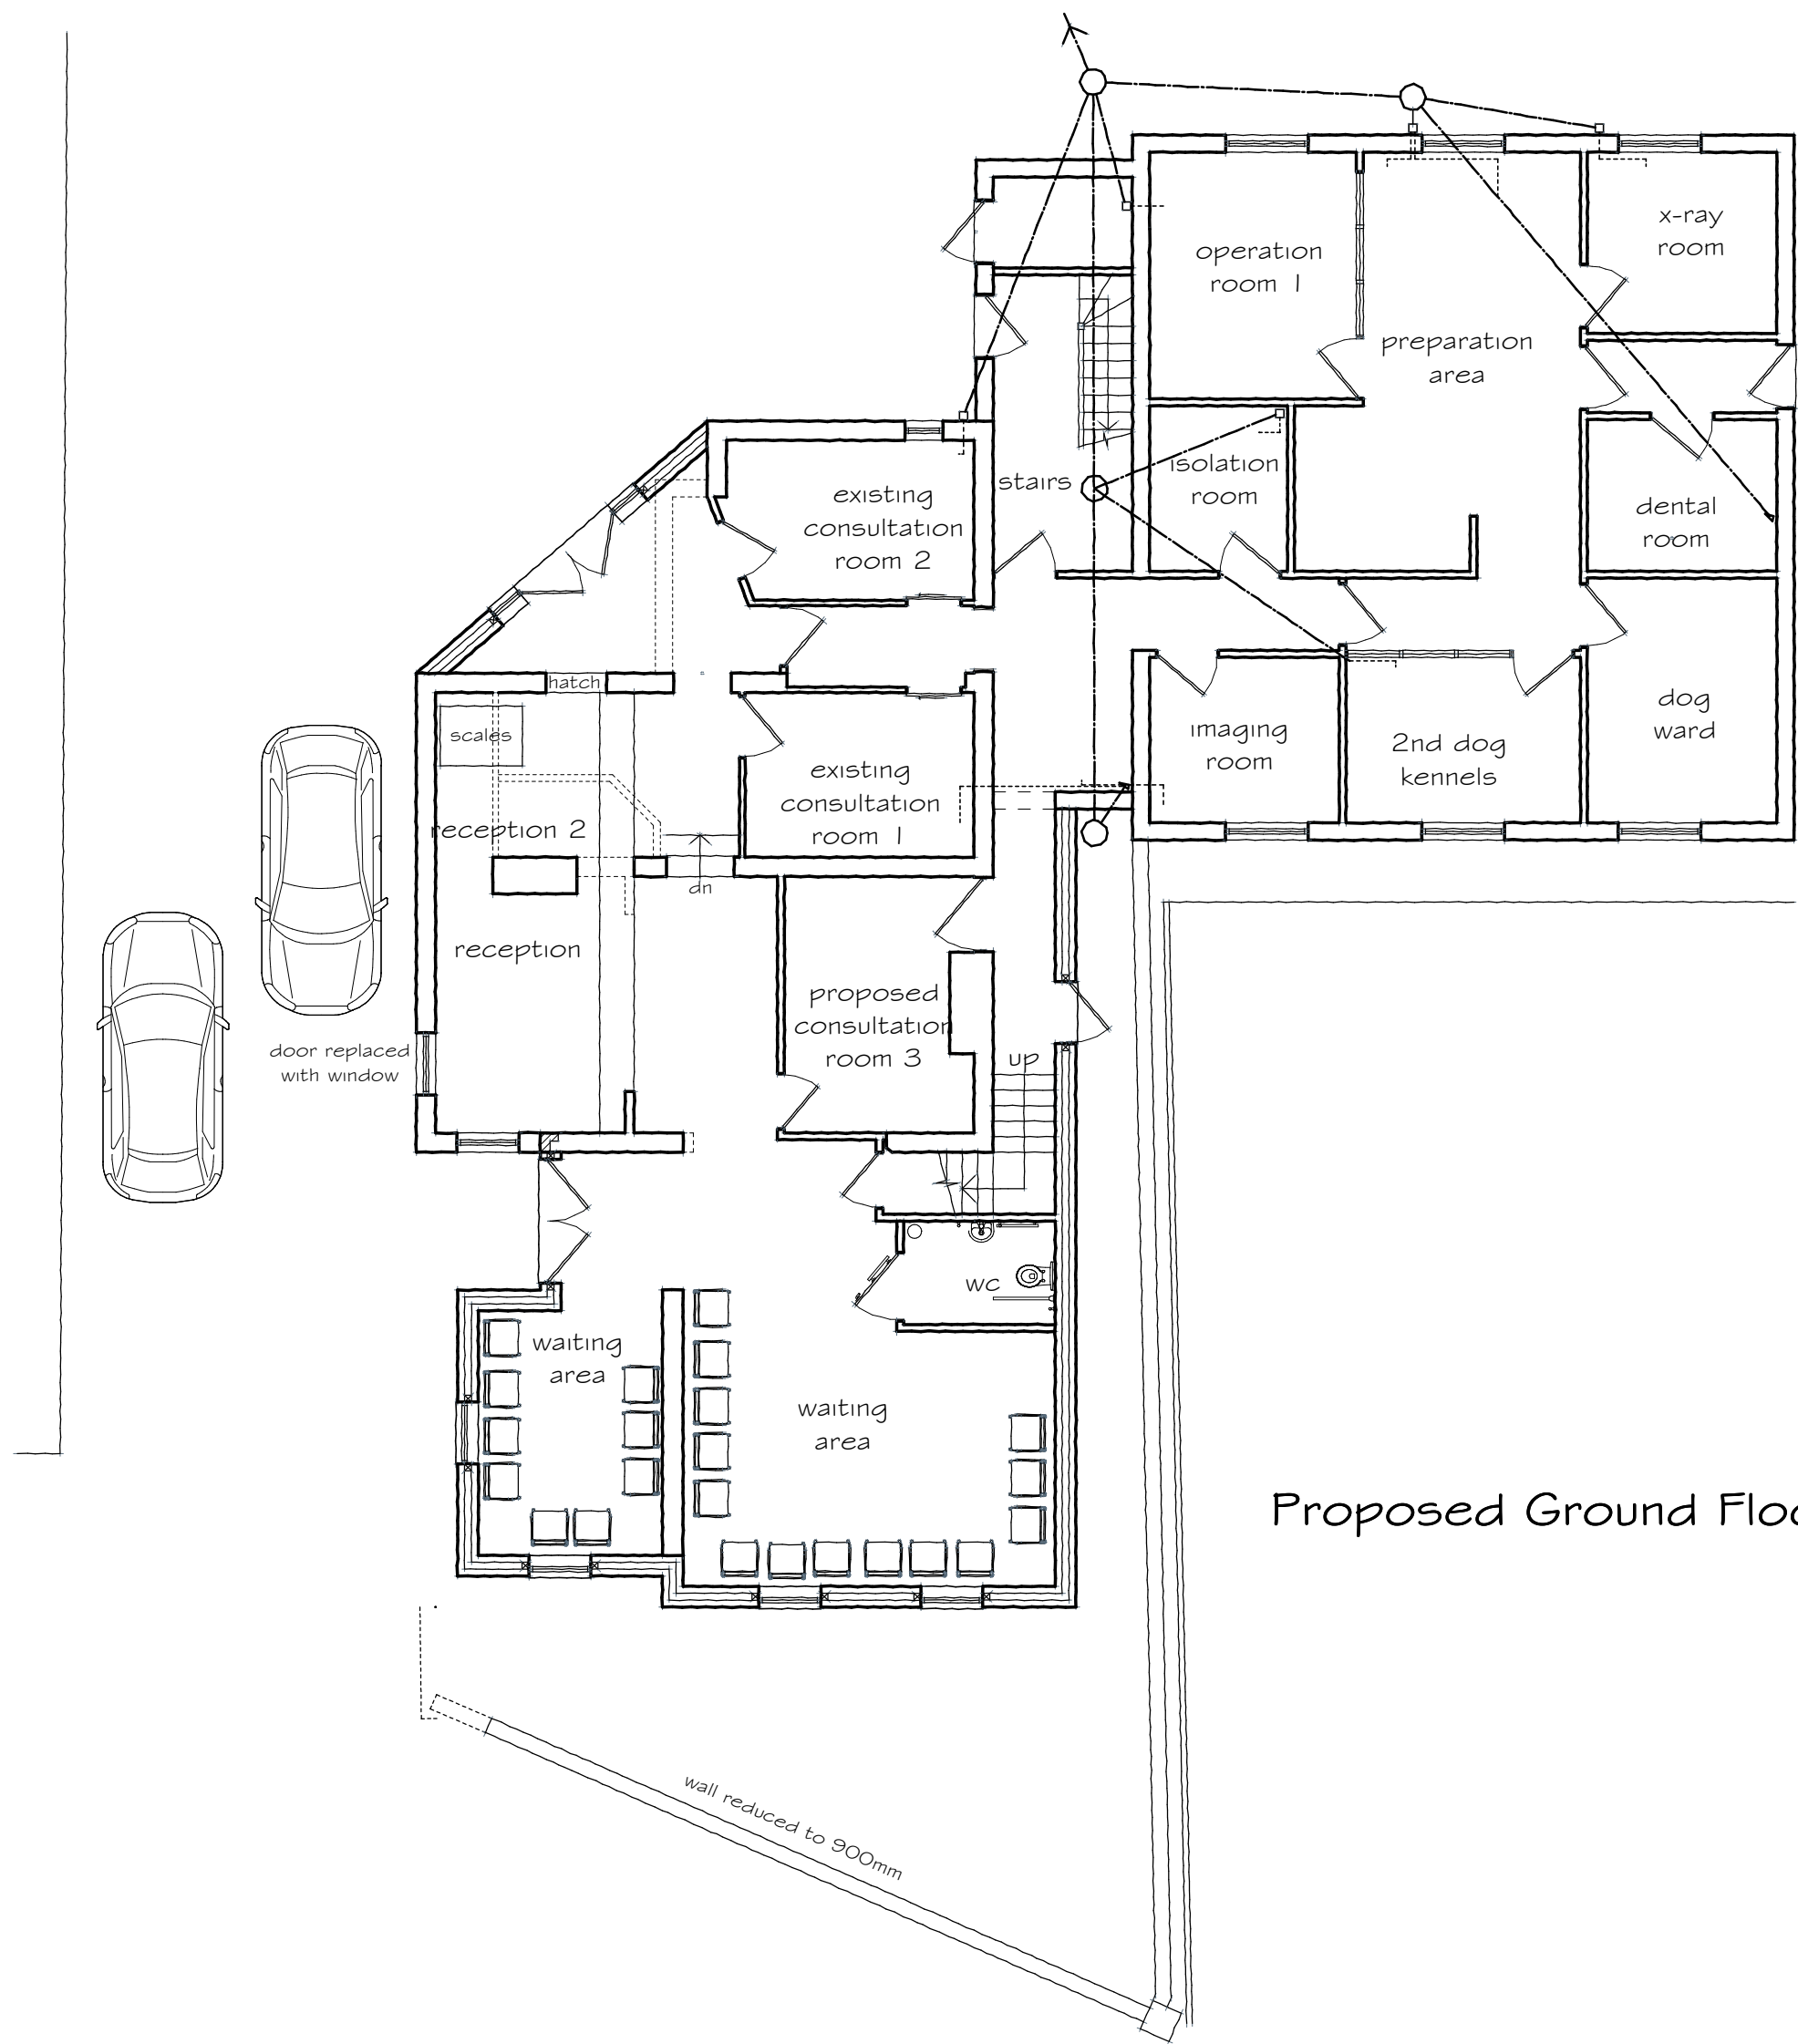 x-ray
room
operation
room 1
preparation
area
isolation
room
stairs
existing
consultation
room 2
dental
room
hatch
scales
imaging
room
2nd dog
kennels
dog
ward
existing
consultation
room 1
reception 2
dn
reception
proposed
consultation
room 3
door replaced
with window
up
wc
waiting
area
waiting
area
Proposed Ground
wall reduced to 900mm